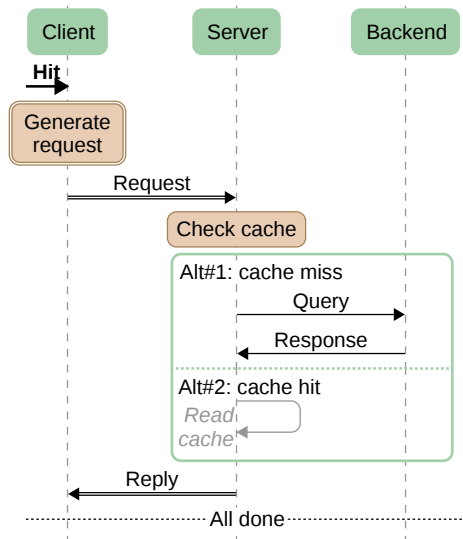 Client
Server
Backend
Hit
Generate
request
Request
Check cache
Alt#1: cache miss
Query
Response
Alt#2: cache hit
Read
cache
Reply
All done